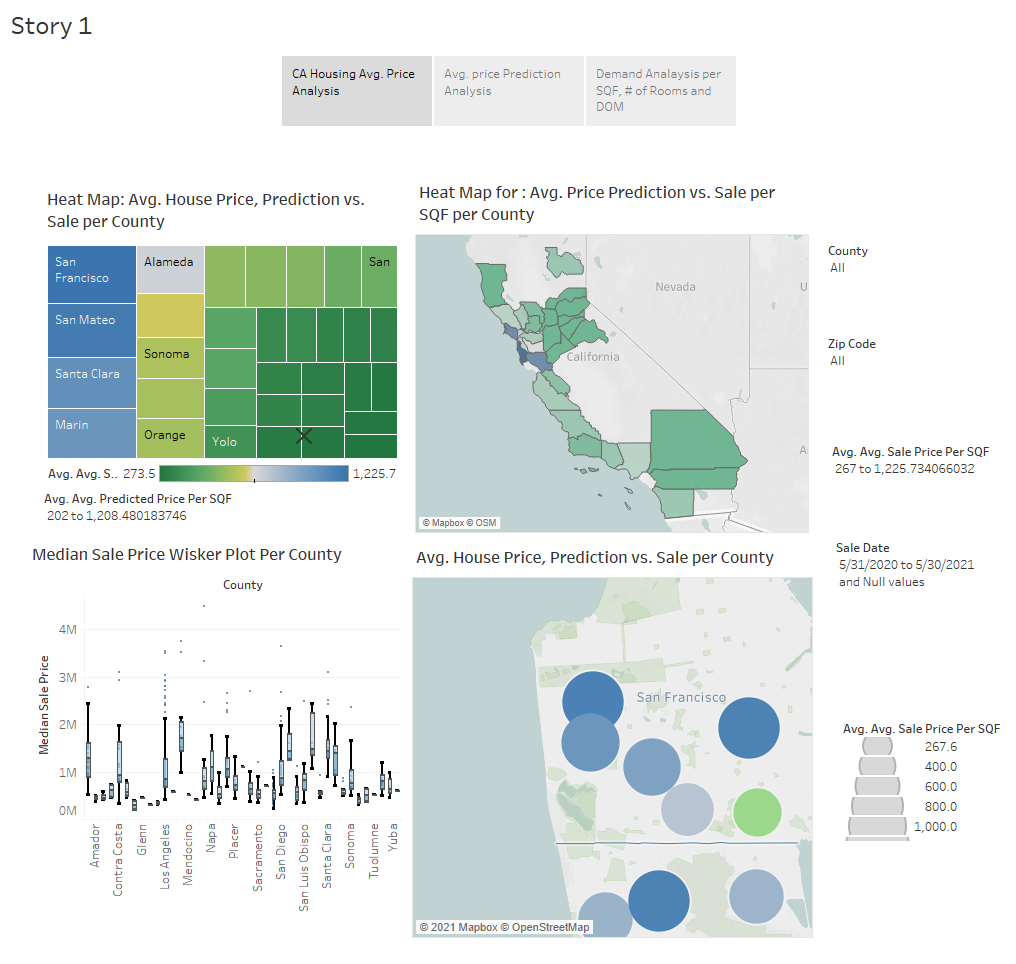 Story 1
CA Housing Avg. Price
Analysis
Avg. price Prediction
Analysis
Demand Analaysis per
SQF, # of Rooms and
DOM
Heat Map: Avg. House Price, Prediction vs.
Sale per County
San
Francisco
San Mateo
Santa Clara
Marin
Alameda
Sonoma
Orange
San
Yolo
Avg. Avg. S.. 273.5 1,225.7
Avg. Avg. Predicted Price Per SQF
202 to 1,208.480183746
Heat Map for : Avg. Price Prediction vs. Sale per
SQF per County
Nevada
U
California
A
© Mapbox © OSM
County
All
Zip Code
All
Avg. Avg. Sale Price Per SQF
267 to 1,225.734066032
Sale Date
5/31/2020 to 5/30/2021
and Null values
Median Sale Price Wisker Plot Per County
County
Median Sale Price
4M
3M
2M
1M
0M
Amador
Contra Costa
Glenn
Los Angeles
Mendocino
Napa
Placer
Sacramento
San Diego
San Luis Obispo
Santa Clara
Sonoma
Tuolumne
Yuba
Avg. House Price, Prediction vs. Sale per County
San Francisco
© 2021 Mapbox © OpenStreetMap
Avg. Avg. Sale Price Per SQF
267.6
400.0
600.0
800.0
1,000.0